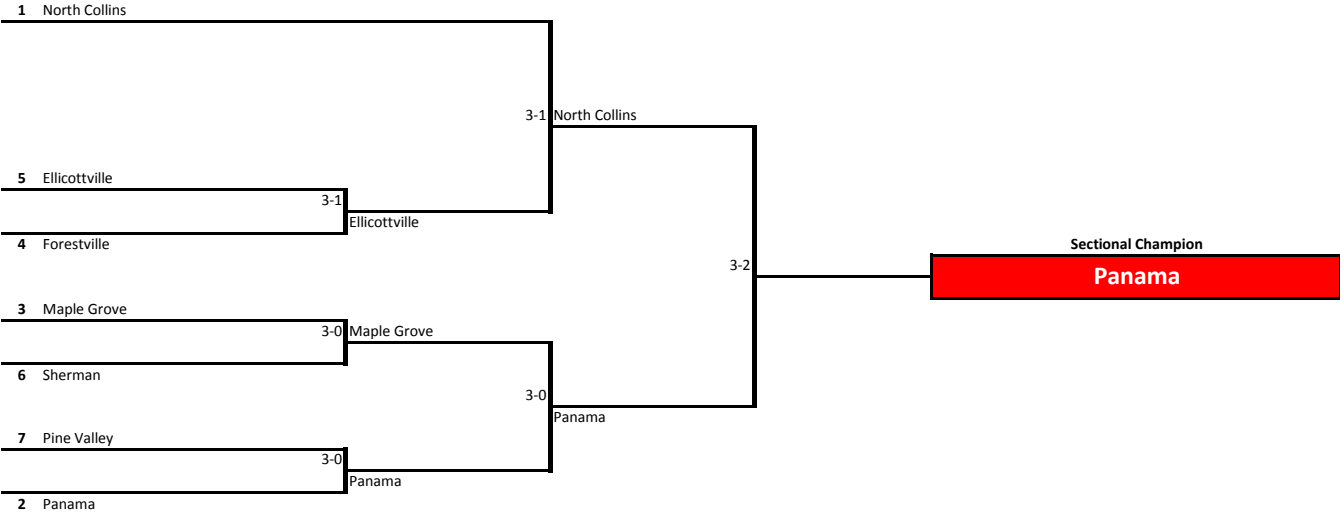 1 North Collins
3-1 North Collins
5 Ellicottville
3-1
Ellicottville
4 Forestville
Sectional Champion
3-2
Panama
3 Maple Grove
3-0 Maple Grove
6 Sherman
3-0
Panama
7 Pine Valley
3-0
Panama
2 Panama